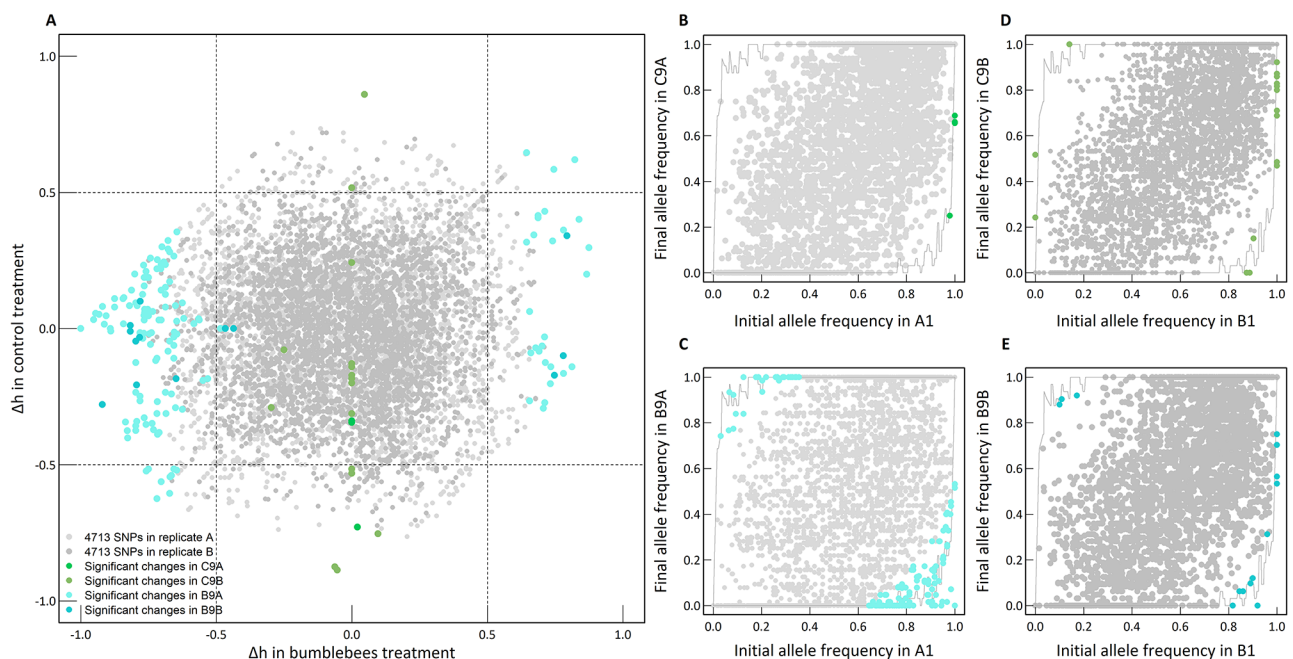 A
Δh in control treatment
1.0
0.5
0.0
-0.5
-1.0
4713 SNPs in replicate A
4713 SNPs in replicate B
Significant changes in C9A
Significant changes in C9B
Significant changes in B9A
Significant changes in B9B
-1.0 -0.5 0.0 0.5 1.0
Δh in bumblebees treatment
B
Final allele frequency in C9A
1.0
0.8
0.6
0.4
0.2
0.0
0.0 0.2 0.4 0.6 0.8 1.0
Initial allele frequency in A1
C
Final allele frequency in B9A
1.0
0.8
0.6
0.4
0.2
0.0
0.0 0.2 0.4 0.6 0.8 1.0
Initial allele frequency in A1
D
Final allele frequency in C9B
1.0
0.8
0.6
0.4
0.2
0.0
0.0 0.2 0.4 0.6 0.8 1.0
Initial allele frequency in B1
E
Final allele frequency in B9B
1.0
0.8
0.6
0.4
0.2
0.0
0.0 0.2 0.4 0.6 0.8 1.0
Initial allele frequency in B1